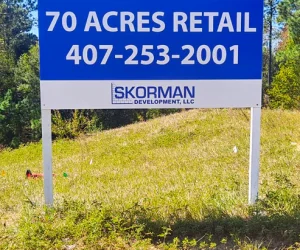 70 ACRES RETAIL
407-253-2001
SKORMAN
DEVELOPMENT, LLC